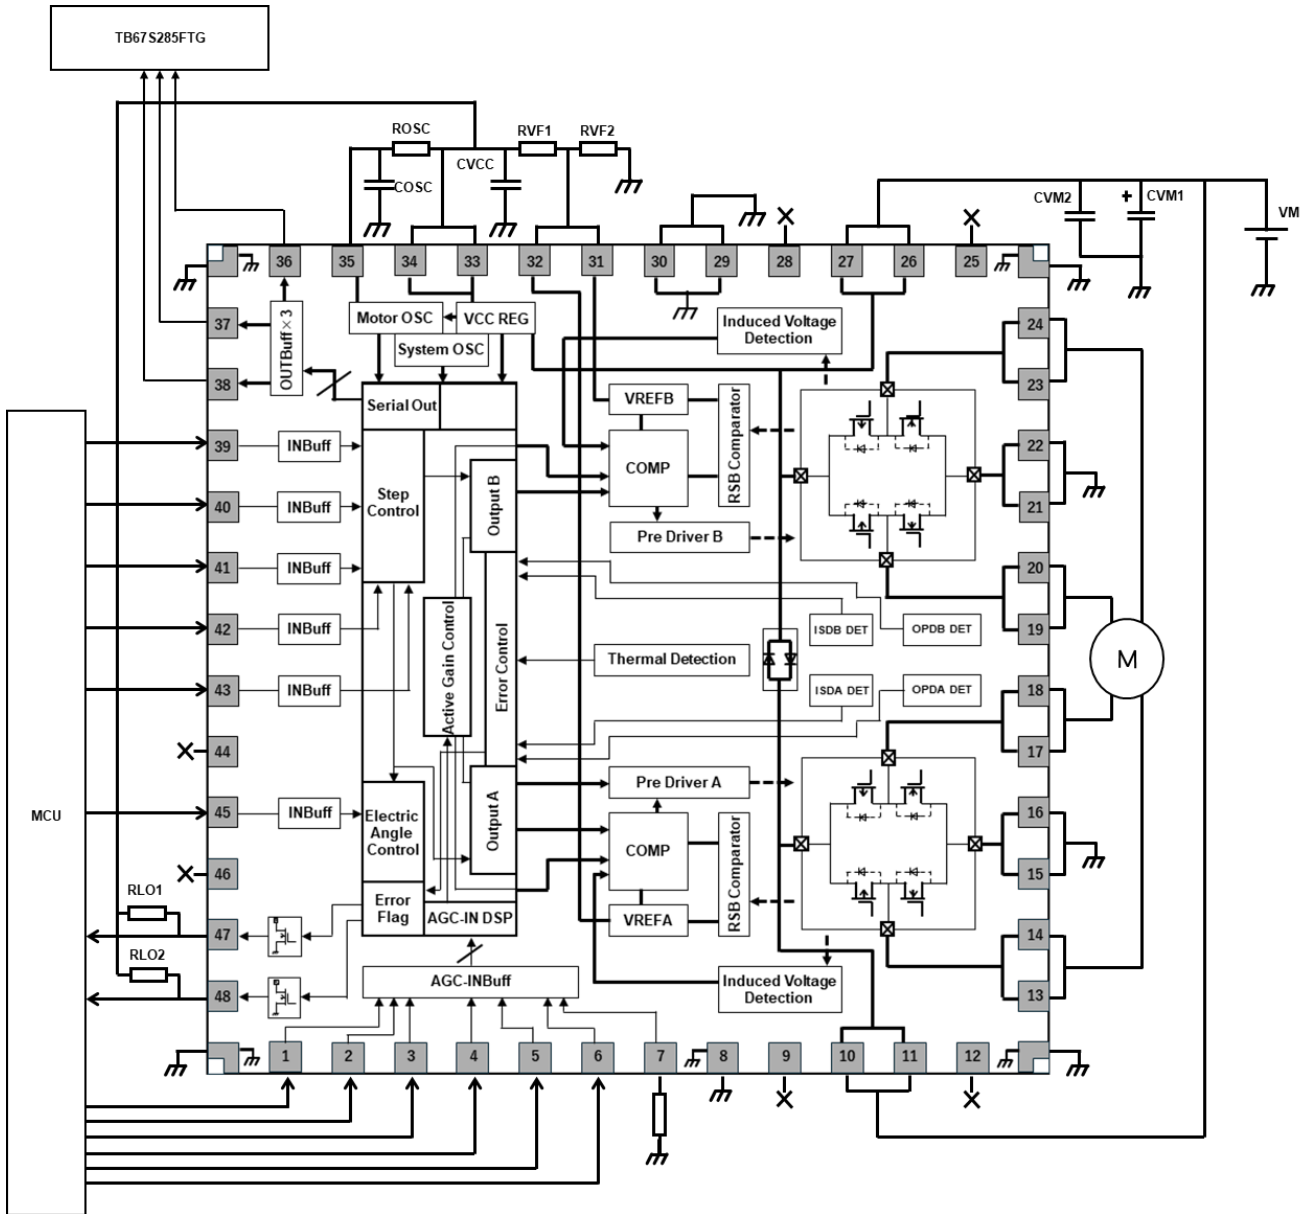 TB67S285FTG
ROSC
RVF1
RVF2
CVCC
COSC
CVM2
+
CVM1
VM
36
35
34
33
32
31
30
29
28
27
26
25
37
OUTBuff×3
Motor OSC
VCC REG
System OSC
Induced Voltage
Detection
24
38
Serial Out
VREFB
23
MCU
39
INBuff
Step
Control
Output B
COMP
RSB Comparator
22
40
INBuff
Pre Driver B
21
41
INBuff
20
42
INBuff
Active Gain Control
Error Control
ISDB DET
OPDB DET
19
Thermal Detection
M
43
INBuff
ISDA DET
OPDA DET
18
44
17
Pre Driver A
45
INBuff
Electric
Angle
Control
Output A
COMP
RSB Comparator
16
46
15
RLO1
Error
Flag
AGC-IN DSP
VREFA
47
14
RLO2
AGC-INBuff
Induced Voltage
Detection
48
13
1
2
3
4
5
6
7
8
9
10
11
12